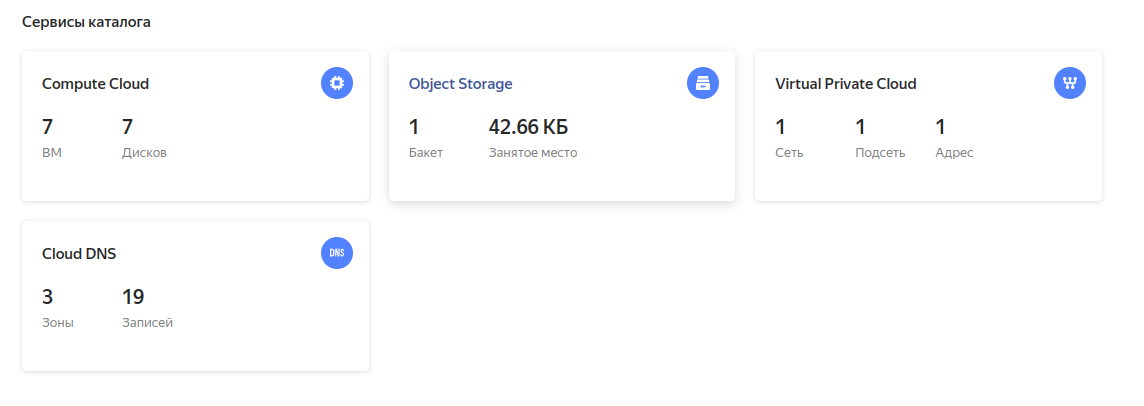 Сервисы каталога
Compute Cloud
7 7
ВМ Дисков
Object Storage
1 42.66 КБ
Бакет Занятое место
Virtual Private Cloud
1 1 1
Сеть Подсеть Адрес
Cloud DNS
DNS
3 19
Зоны Записей